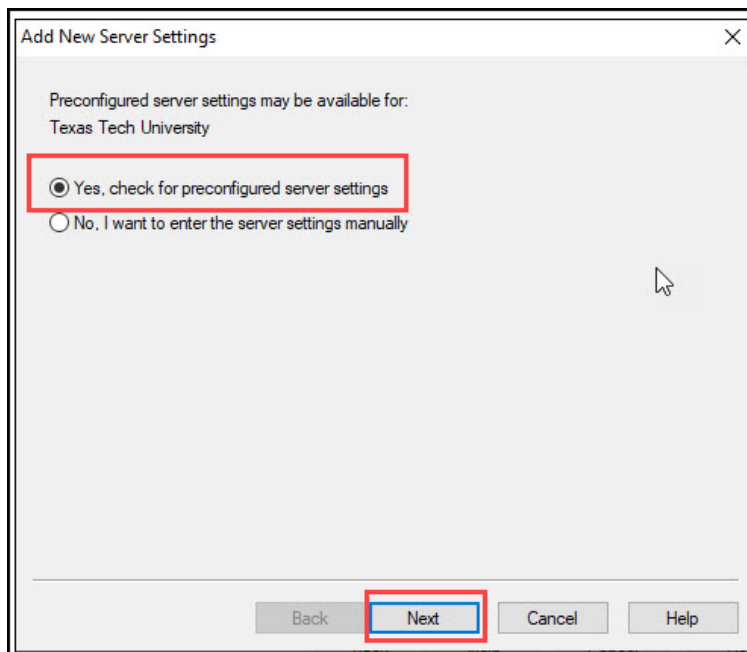 Add New Server Settings
Preconfigured server settings may be available for:
Texas Tech University
Yes, check for preconfigured server settings
No, I want to enter the server settings manually
Back Next Cancel Help